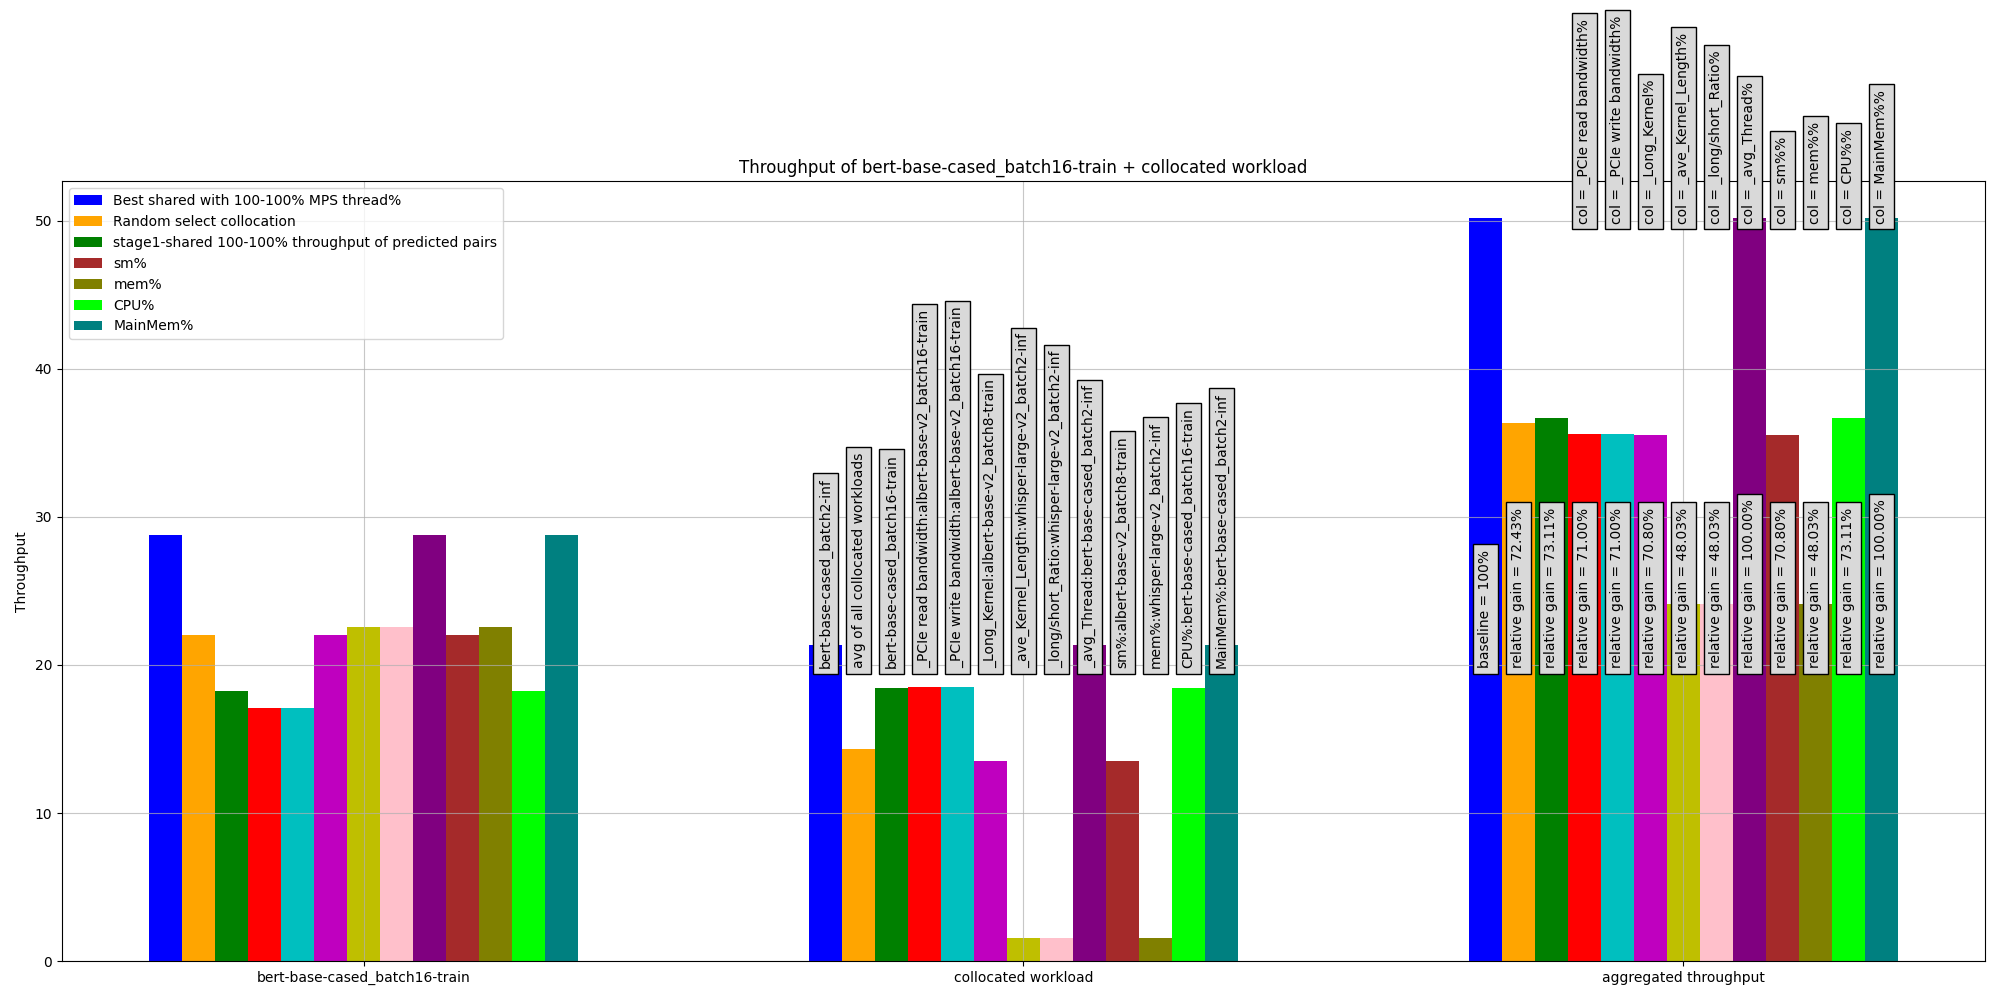 col = _PCIe read bandwidth%
col = _PCIe write bandwidth%
col = _Long_Kernel%
col = _ave_Kernel_Length%
col = _long/short_Ratio%
col = _avg_Thread%
col = sm%%
col = mem%%
col = CPU%%
col = MainMem%%
Throughput of bert-base-cased_batch16-train + collocated workload
Best shared with 100-100% MPS thread%
Random select collocation
stage1-shared 100-100% throughput of predicted pairs
sm%
mem%
CPU%
MainMem%
Throughput
50
40
30
20
10
0
bert-base-cased_batch2-inf
avg of all collocated workloads
bert-base-cased_batch16-train
_PCIe read bandwidth:albert-base-v2_batch16-train
_PCIe write bandwidth:albert-base-v2_batch16-train
_Long_Kernel:albert-base-v2_batch8-train
_ave_Kernel_Length:whisper-large-v2_batch2-inf
_long/short_Ratio:whisper-large-v2_batch2-inf
_avg_Thread:bert-base-cased_batch2-inf
sm%:albert-base-v2_batch8-train
mem%:whisper-large-v2_batch2-inf
CPU%:bert-base-cased_batch16-train
MainMem%:bert-base-cased_batch2-inf
baseline = 100%
relative gain = 72.43%
relative gain = 73.11%
relative gain = 71.00%
relative gain = 71.00%
relative gain = 70.80%
relative gain = 48.03%
relative gain = 48.03%
relative gain = 100.00%
relative gain = 70.80%
relative gain = 48.03%
relative gain = 73.11%
relative gain = 100.00%
bert-base-cased_batch16-train
collocated workload
aggregated throughput